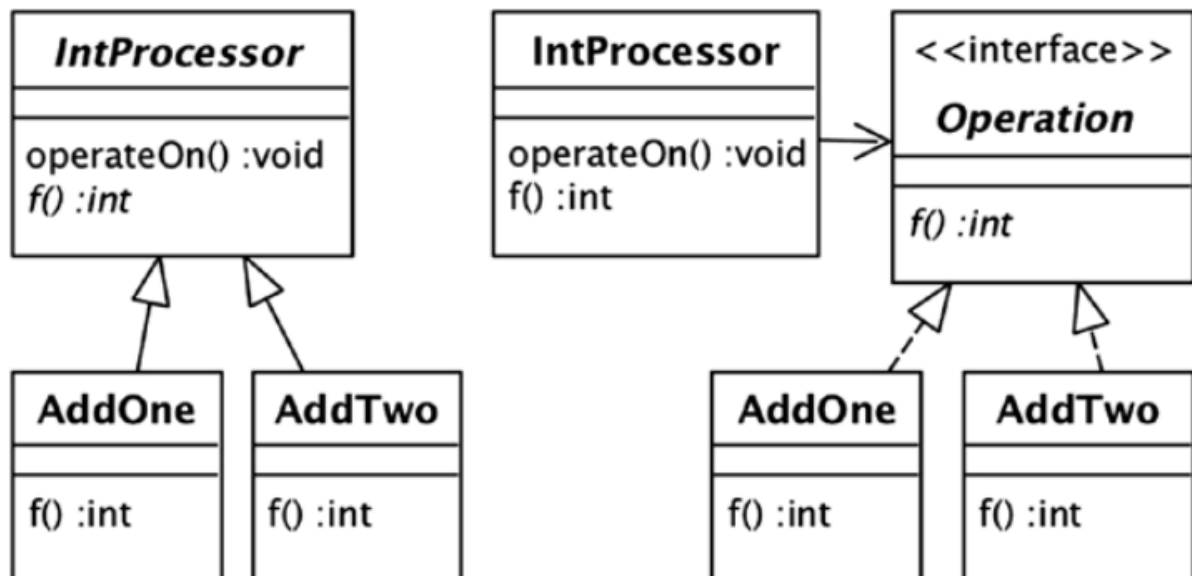 IntProcessor
operateOn() :void
f() :int
AddOne
f() :int
AddTwo
f() :int
IntProcessor
operateOn() :void
f() :int
<<interface>>
Operation
f() :int
AddOne
f() :int
AddTwo
f() :int